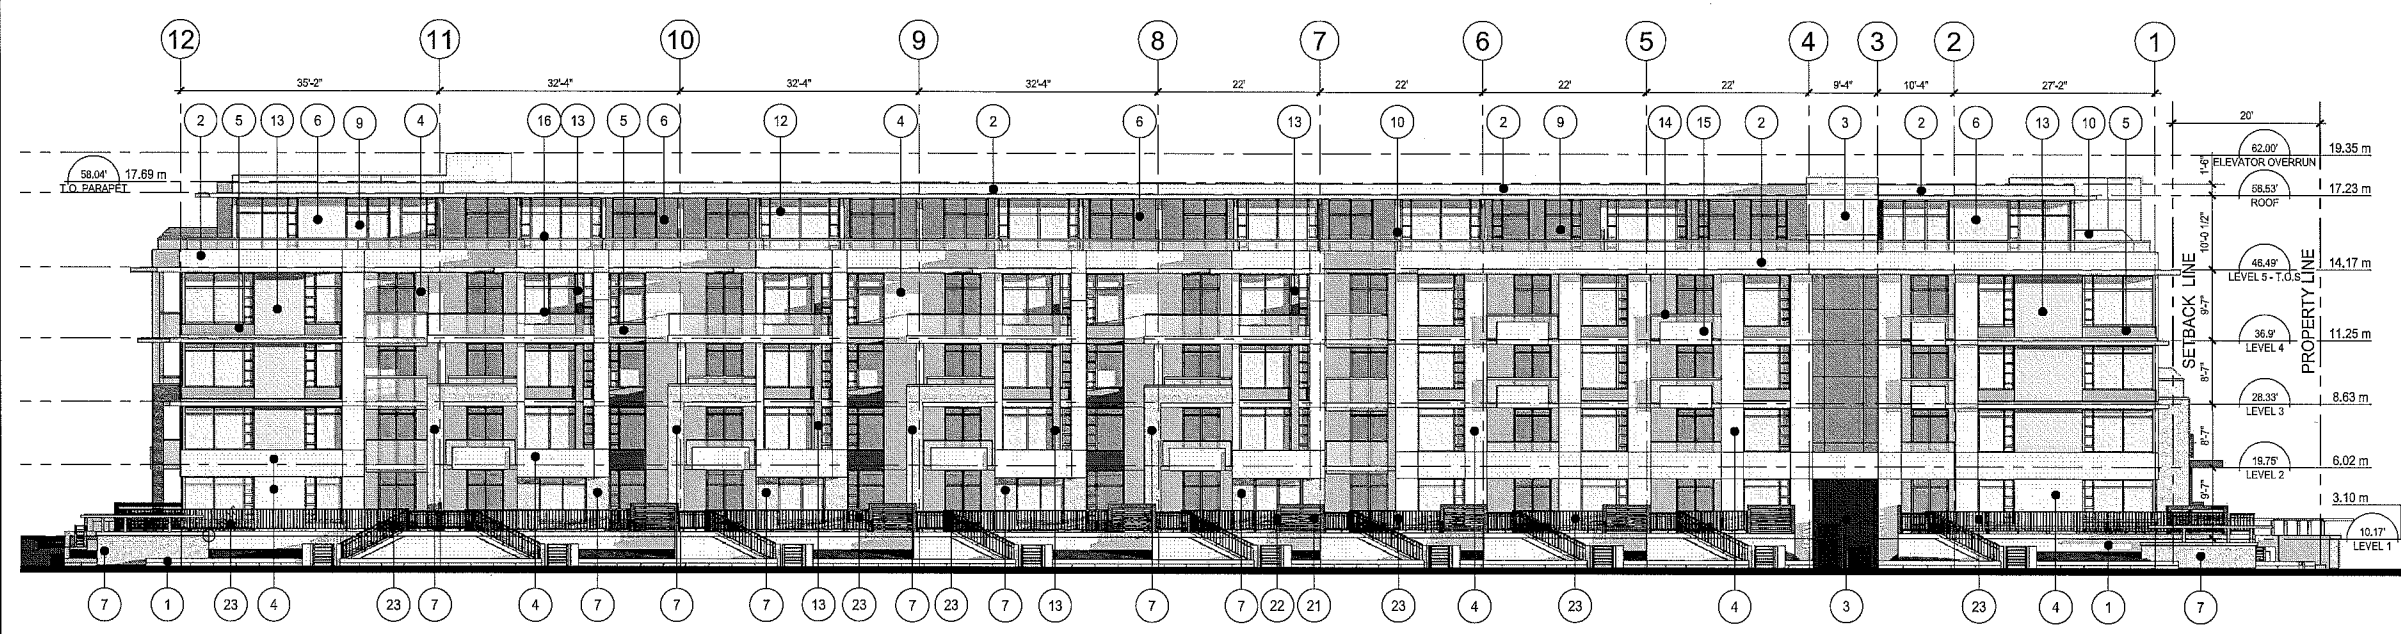 12 11 10 9 8 7 6 5 4 3 2 1
35'-2" 32'-4" 32'-4" 32'-4" 22' 22' 22' 22' 9'-4" 10'-4" 27'-2"
2 5 13 6 9 4 16 13 5 6 12 4 2 6 13 10 2 9 14 15 2 3 2 6 13 10 5
20'
62.00' 19.35 m
ELEVATOR OVERRUN
1'-6"
58.04' 17.69 m
T.O. PARAPET
56.53' 17.23 m
ROOF
10'-0 1/2"
46.49' 14.17 m
LEVEL 5 - T.O.S
SETBACK LINE
PROPERTY LINE
9'-7"
36.9' 11.25 m
LEVEL 4
8'-7"
28.33' 8.63 m
LEVEL 3
8'-7"
19.75' 6.02 m
LEVEL 2
9'-7"
3.10 m
10.17'
LEVEL 1
7 1 23 4 23 7 4 7 7 7 13 23 7 23 7 13 7 7 22 21 23 4 23 4 3 23 4 1 7